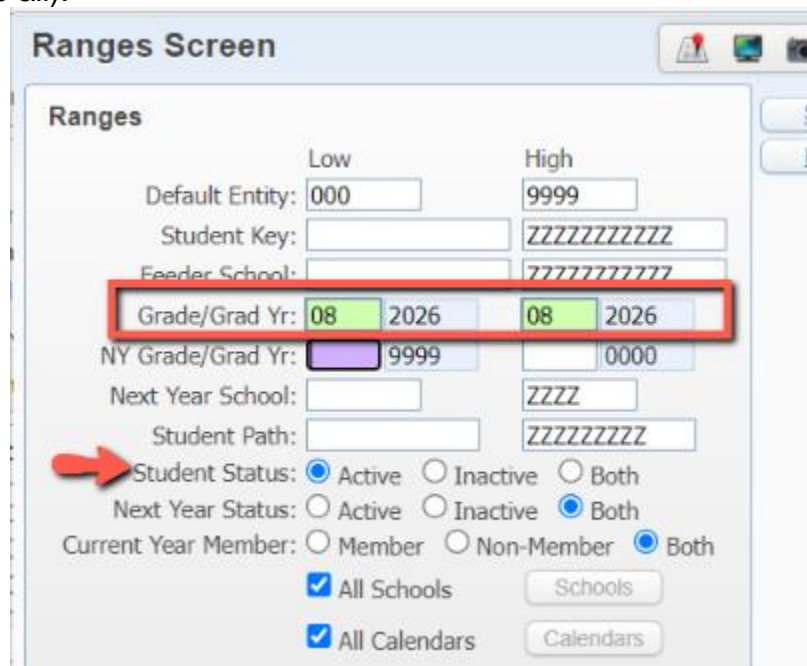 Ranges Screen
Ranges
Low High
Default Entity: 000 9999
Student Key: ZZZZZZZZZZZ
Feeder School: ZZZZZZZZZZZ
Grade/Grad Yr: 08 2026 08 2026
NY Grade/Grad Yr: 9999 0000
Next Year School: ZZZZ
Student Path: ZZZZZZZZZ
Student Status: Active Inactive Both
Next Year Status: Active Inactive Both
Current Year Member: Member Non-Member Both
All Schools Schools
All Calendars Calendars